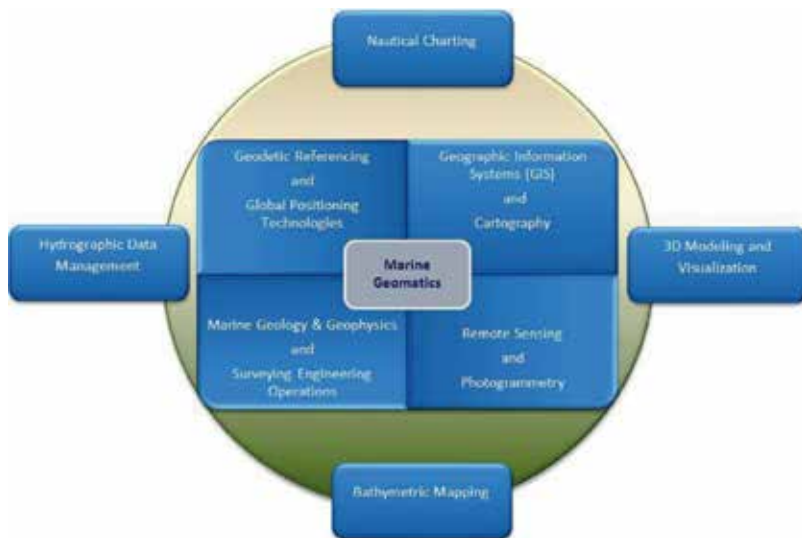 Nautical Charting
Geodetic Referencing
and
Global Positioning
Technologies
Geographic Information
Systems (GIS)
and
Cartography
Hydrographic Data
Management
Marine
Geomatics
3D Modeling and
Visualization
Marine Geology & Geophysics
and
Surveying Engineering
Operations
Remote Sensing
and
Photogrammetry
Bathymetric Mapping